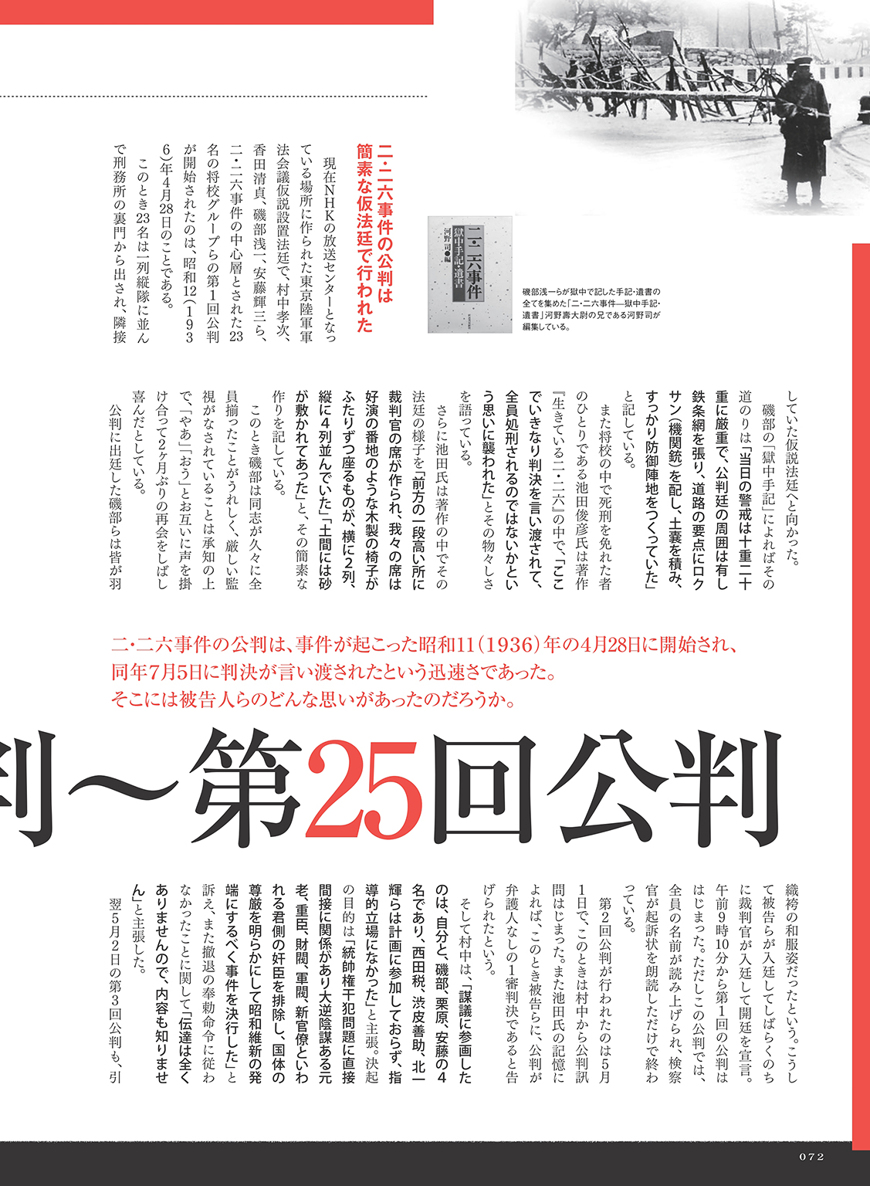 二・二六事件
獄中手記・遺書
河野 司●編
磯部浅一らが獄中で記した手記・遺書の
全てを集めた「二・二六事件―獄中手記・
遺書」河野壽大尉の兄である河野司が
編集している。
二・二六事件の公判は
簡素な仮法廷で行われた
現在NHKの放送センターとなっ
ている場所に作られた東京陸軍軍
法会議仮説設置法廷で、村中孝次、
香田清貞、磯部浅一、安藤輝三ら、
二・二六事件の中心層とされた23
名の将校グループらの第1回公判
が開始されたのは、昭和12(193
6)年4月28日のことである。
このとき23名は一列縦隊に並ん
で刑務所の裏門から出され、隣接
していた仮説法廷へと向かった。
磯部の「獄中手記」によればその
道のりは「当日の警戒は十重二十
重に厳重で、公判廷の周囲は有し
鉄条網を張り、道路の要点にロク
サン(機関銃)を配し、土嚢を積み、
すっかり防御陣地をつくっていた」
と記している。
また将校の中で死刑を免れた者
のひとりである池田俊彦氏は著作
『生きている二・二六』の中で、「ここ
でいきなり判決を言い渡されて、
全員処刑されるのではないかとい
う思いに襲われた」とその物々しさ
を語っている。
さらに池田氏は著作の中でその
法廷の様子を「前方の一段高い所に
裁判官の席が作られ、我々の席は
好演の番地のような木製の椅子が
ふたりずつ座るものが、横に2列、
縦に4列並んでいた」「土間には砂
が敷かれてあった」と、その簡素な
作りを記している。
このとき磯部は同志が久々に全
員揃ったことがうれしく、厳しい監
視がなされていることは承知の上
で、「やあ」「おう」とお互いに声を掛
け合って2ヶ月ぶりの再会をしばし
喜んだとしている。
公判に出廷した磯部らは皆が羽
二・二六事件の公判は、事件が起こった昭和11(1936)年の4月28日に開始され、
同年7月5日に判決が言い渡されたという迅速さであった。
そこには被告人らのどんな思いがあったのだろうか。
判〜第25回公判
織袴の和服姿だったという。こうし
て被告らが入廷してしばらくのち
に裁判官が入廷して開廷を宣言。
午前9時10分から第1回の公判は
はじまった。ただしこの公判では、
全員の名前が読み上げられ、検察
官が起訴状を朗読しただけで終わ
っている。
第2回公判が行われたのは5月
1日で、このときは村中から公判訊
問はじまった。また池田氏の記憶に
よれば、このとき被告らに、公判が
弁護人なしの1審判決であると告
げられたという。
そして村中は、「謀議に参画した
のは、自分と、磯部、栗原、安藤の4
名であり、西田税、渋皮善助、北一
輝らは計画に参加しておらず、指
導的立場になかった」と主張。決起
の目的は「統帥権干犯問題に直接
間接に関係があり大逆陰謀ある元
老、重臣、財閥、軍閥、新官僚といわ
れる君側の奸臣を排除し、国体の
尊厳を明らかにして昭和維新の発
端にするべく事件を決行した」と
訴え、また撤退の奉勅命令に従わ
なかったことに関して「伝達は全く
ありませんので、内容も知りませ
ん」と主張した。
翌5月2日の第3回公判も、引
072